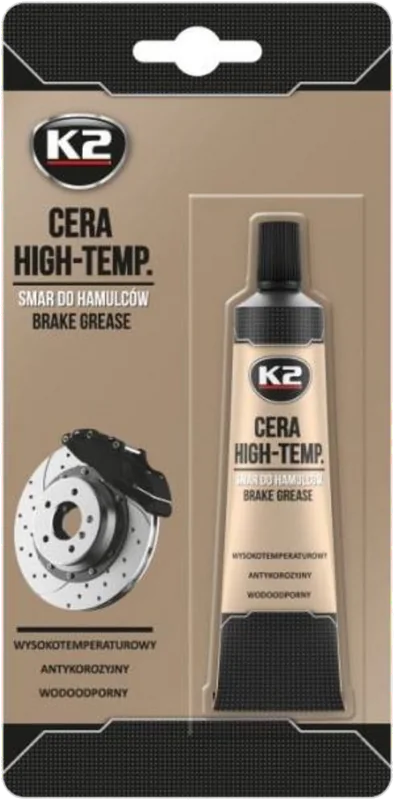 K2
CERA
HIGH-TEMP.
SMAR DO HAMULCÓW
BRAKE GREASE
WYSOKOTEMPERATUROWY
ANTYKOROZYJNY
WODOODPORNY
K2
CERA
HIGH-TEMP.
SMAR DO HAMULCÓW
BRAKE GREASE
WYSOKOTEMPERATUROWY
ANTYKOROZYJNY
WODOODPORNY